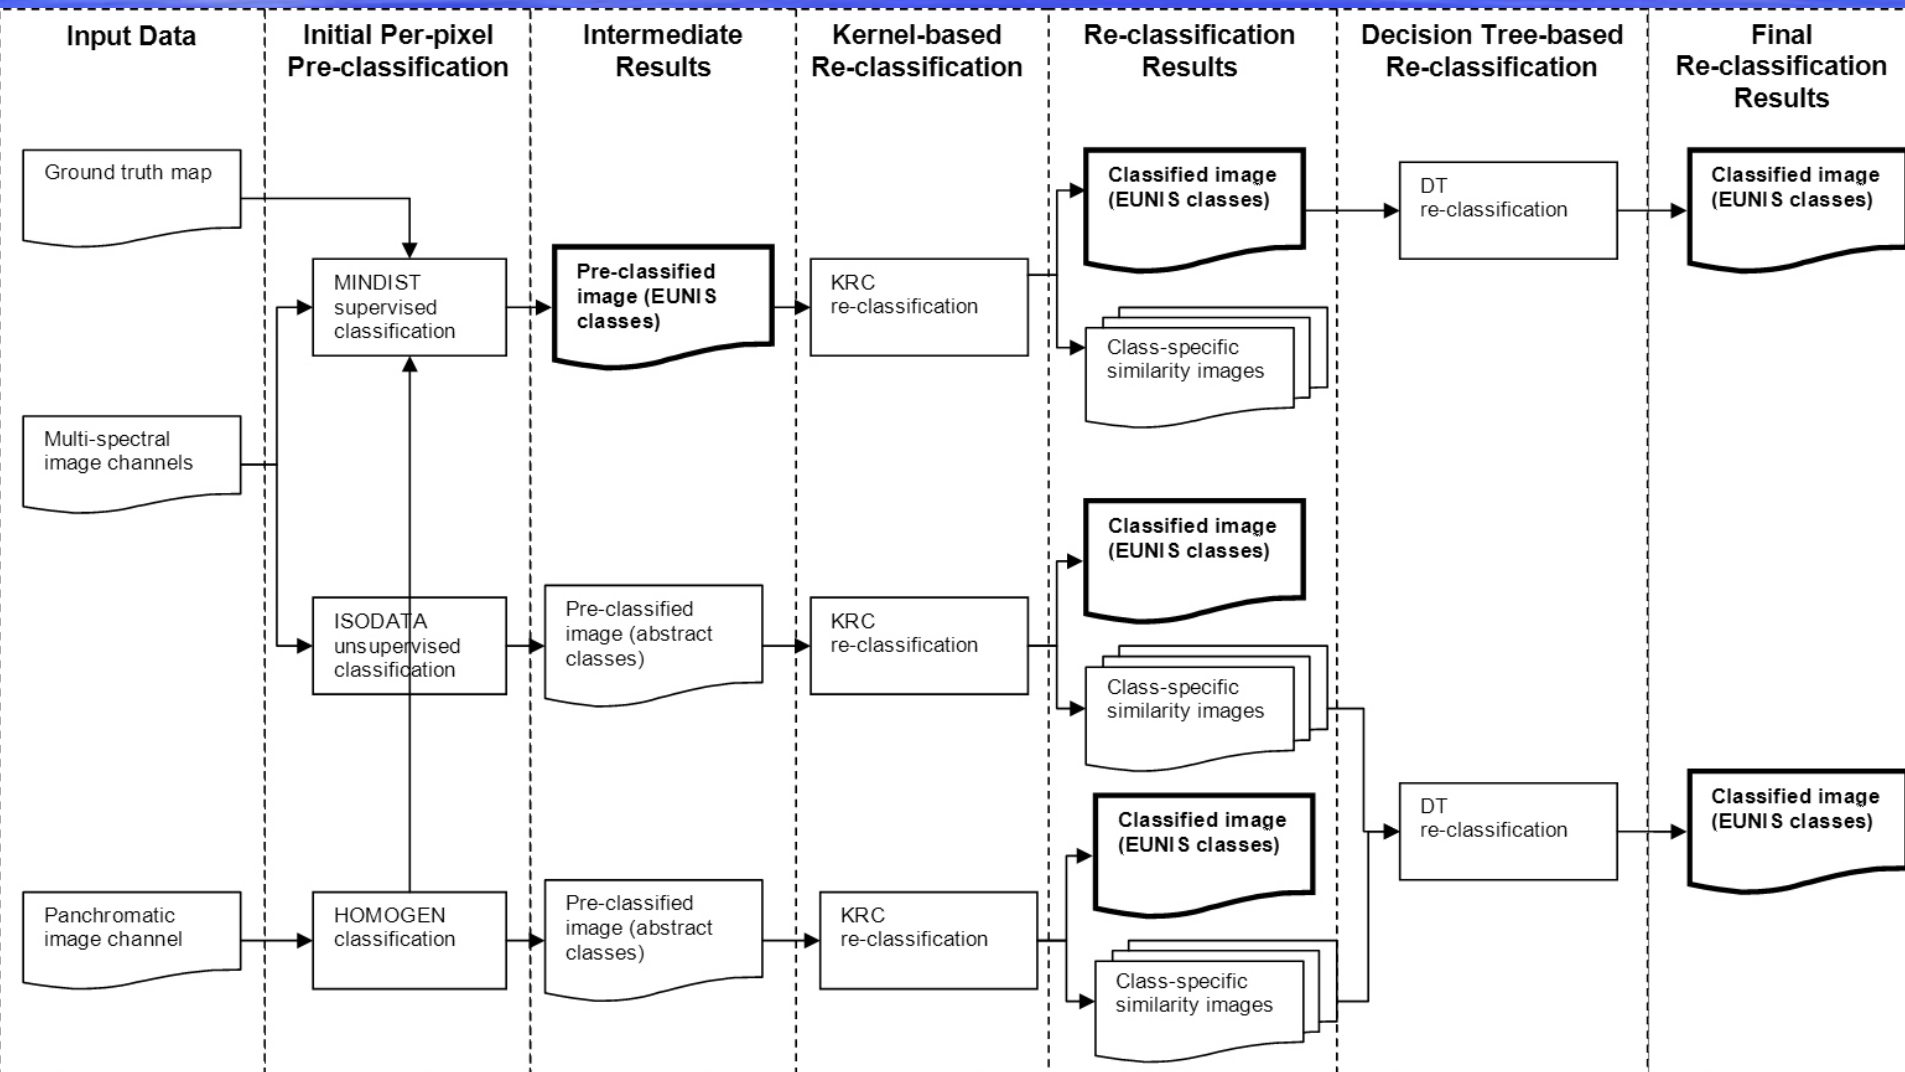 Input Data
Initial Per-pixel
Pre-classification
Intermediate
Results
Kernel-based
Re-classification
Re-classification
Results
Decision Tree-based
Re-classification
Final
Re-classification
Results
Ground truth map
MINDIST
supervised
classification
Pre-classified
image (EUNIS
classes)
KRC
re-classification
Classified image
(EUNIS classes)
Class-specific
similarity images
DT
re-classification
Classified image
(EUNIS classes)
Multi-spectral
image channels
ISODATA
unsupervised
classification
Pre-classified
image (abstract
classes)
KRC
re-classification
Classified image
(EUNIS classes)
Class-specific
similarity images
Panchromatic
image channel
HOMOGEN
classification
Pre-classified
image (abstract
classes)
KRC
re-classification
Classified image
(EUNIS classes)
Class-specific
similarity images
DT
re-classification
Classified image
(EUNIS classes)